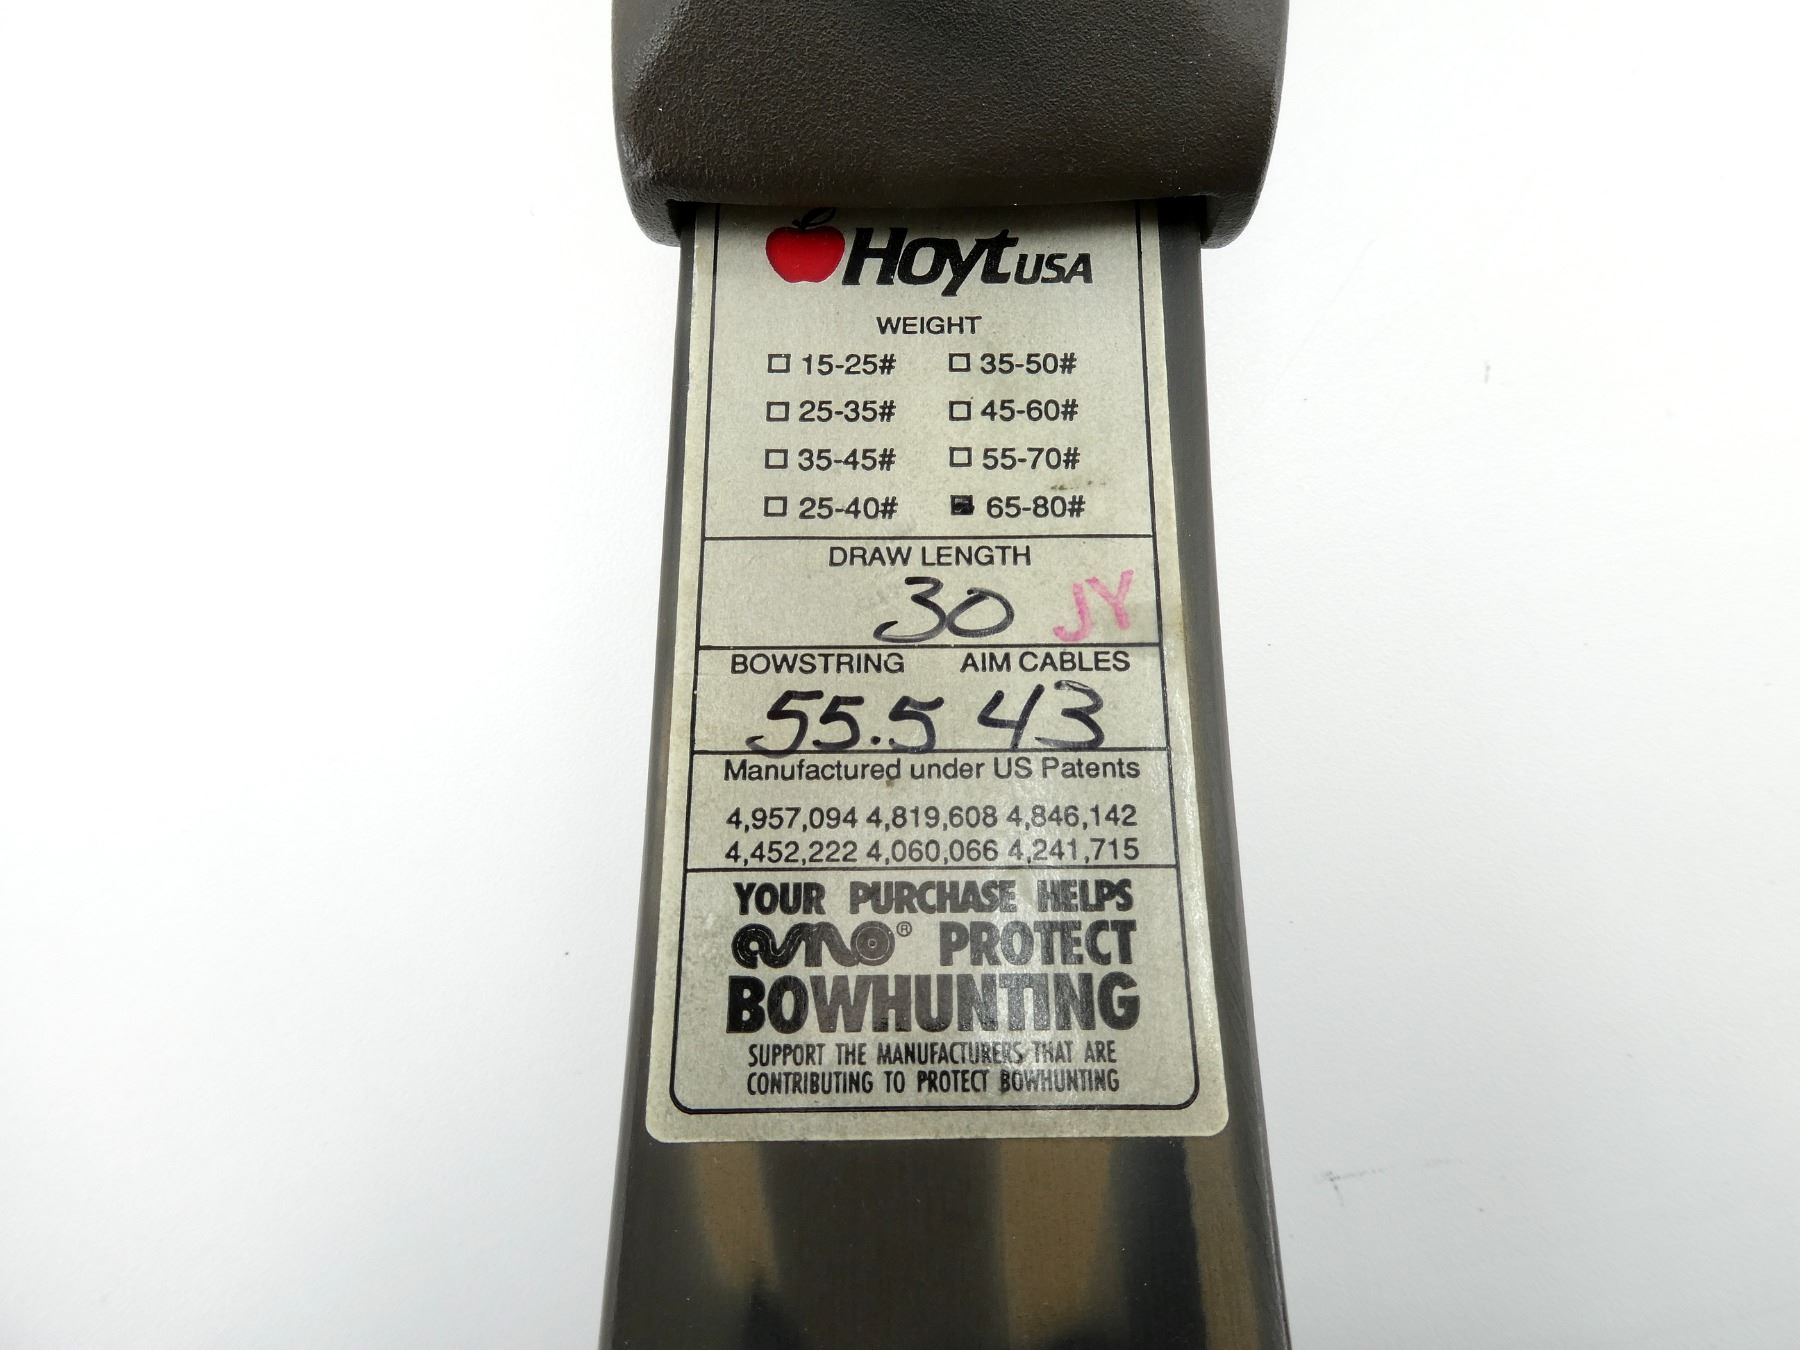 Hoyt USA
WEIGHT
15-25# 35-50#
25-35# 45-60#
35-45# 55-70#
25-40# 65-80#
DRAW LENGTH
30 JY
BOWSTRING AIM CABLES
55.5 43
Manufactured under US Patents
4,957,094 4,819,608 4,846,142
4,452,222 4,060,066 4,241,715
YOUR PURCHASE HELPS
AMO® PROTECT
BOWHUNTING
SUPPORT THE MANUFACTURERS THAT ARE
CONTRIBUTING TO PROTECT BOWHUNTING